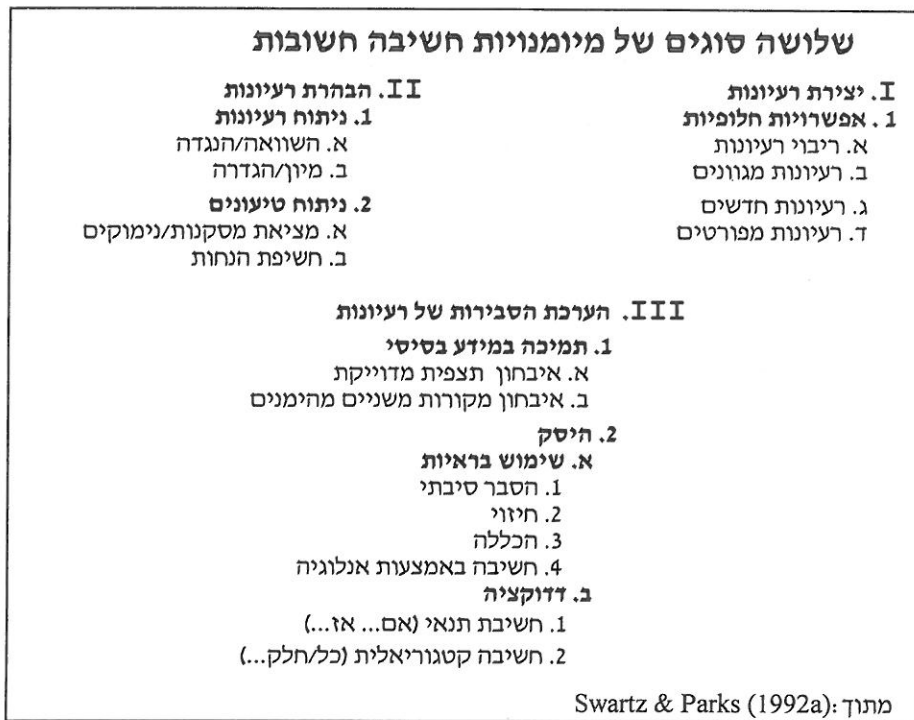 שלושה סוגים של מיומנויות חשיבה חשובות
I. יצירת רעיונות
1. אפשרויות חלופיות
א. ריבוי רעיונות
ב. רעיונות מגוונים
ג. רעיונות חדשים
ד. רעיונות מפורטים
II. הבהרת רעיונות
1. ניתוח רעיונות
א. השוואה/הנגדה
ב. מיון/הגדרה
2. ניתוח טיעונים
א. מציאת מסקנות/נימוקים
ב. חשיפת הנחות
III. הערכת הסבירות של רעיונות
1. תמיכה במידע בסיסי
א. איבחון תצפית מדוייקת
ב. איבחון מקורות משניים מהימנים
2. היסק
א. שימוש בראיות
1. הסבר סיבתי
2. חיזוי
3. הכללה
4. חשיבה באמצעות אנלוגיה
ב. דדוקציה
1. חשיבת תנאי (אם... אז...)
2. חשיבה קטגוריאלית (כל/חלק...)
מתוך: Swartz & Parks (1992a)